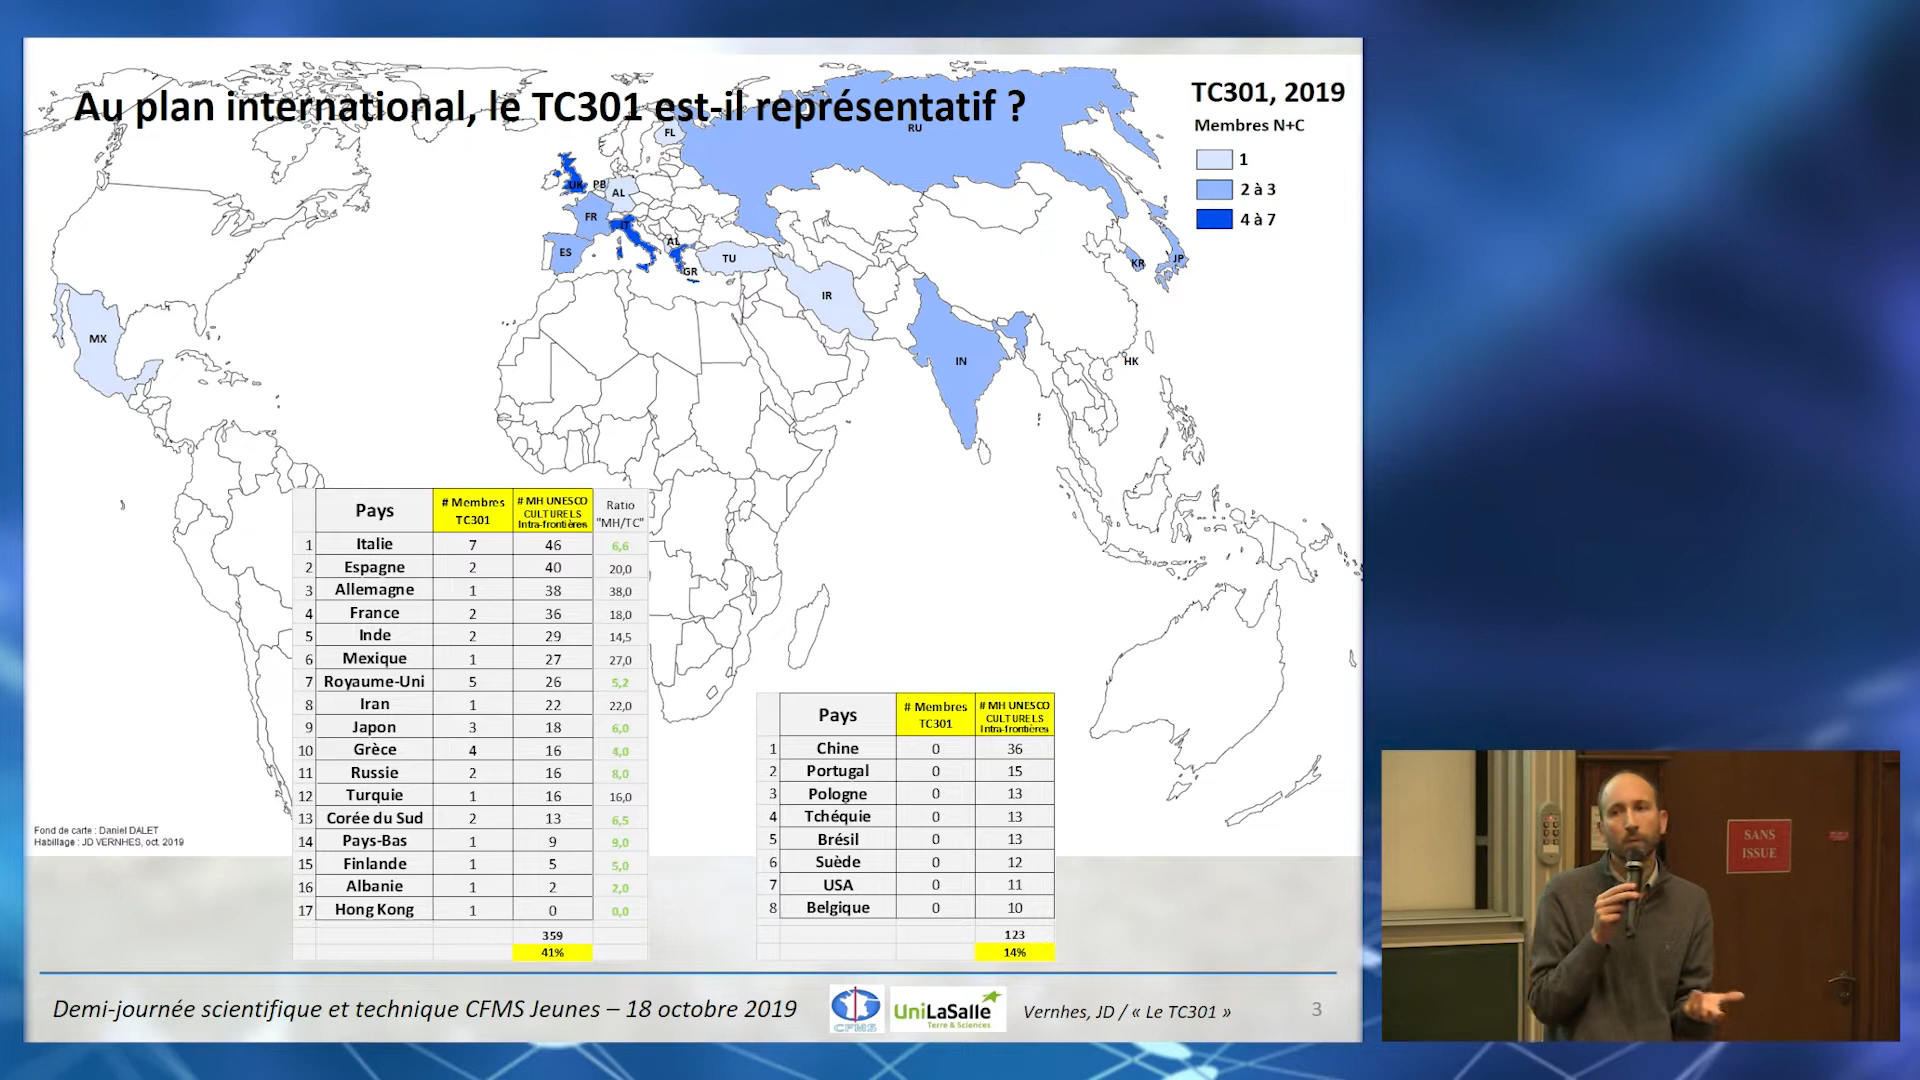 Au plan international, le TC301 est-il représentatif ?
TC301, 2019
Membres N+C
1
2 à 3
4 à 7
RU
FL
UK
PB
AL
FR
IT
ES
AL
GR
TU
IR
IN
KR
JP
HK
MX
Pays # Membres TC301 # MH UNESCO CULTURELS Intra-frontières Ratio "MH/TC"
1 Italie 7 46 6,6
2 Espagne 2 40 20,0
3 Allemagne 1 38 38,0
4 France 2 36 18,0
5 Inde 2 29 14,5
6 Mexique 1 27 27,0
7 Royaume-Uni 5 26 5,2
8 Iran 1 22 22,0
9 Japon 3 18 6,0
10 Grèce 4 16 4,0
11 Russie 2 16 8,0
12 Turquie 1 16 16,0
13 Corée du Sud 2 13 6,5
14 Pays-Bas 1 9 9,0
15 Finlande 1 5 5,0
16 Albanie 1 2 2,0
17 Hong Kong 1 0 0,0
359
41%
Pays # Membres TC301 # MH UNESCO CULTURELS Intra-frontières
1 Chine 0 36
2 Portugal 0 15
3 Pologne 0 13
4 Tchéquie 0 13
5 Brésil 0 13
6 Suède 0 12
7 USA 0 11
8 Belgique 0 10
123
14%
Fond de carte : Daniel DALET
Habillage : JD VERNHES, oct. 2019
Demi-journée scientifique et technique CFMS Jeunes – 18 octobre 2019
CFMS
UniLaSalle
Terre & Sciences
Vernhes, JD / « Le TC301 »
3
SANS
ISSUE